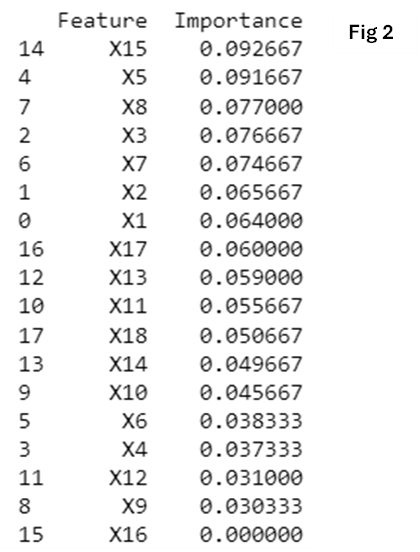 Feature Importance
Fig 2
14 X15 0.092667
4 X5 0.091667
7 X8 0.077000
2 X3 0.076667
6 X7 0.074667
1 X2 0.065667
0 X1 0.064000
16 X17 0.060000
12 X13 0.059000
10 X11 0.055667
17 X18 0.050667
13 X14 0.049667
9 X10 0.045667
5 X6 0.038333
3 X4 0.037333
11 X12 0.031000
8 X9 0.030333
15 X16 0.000000